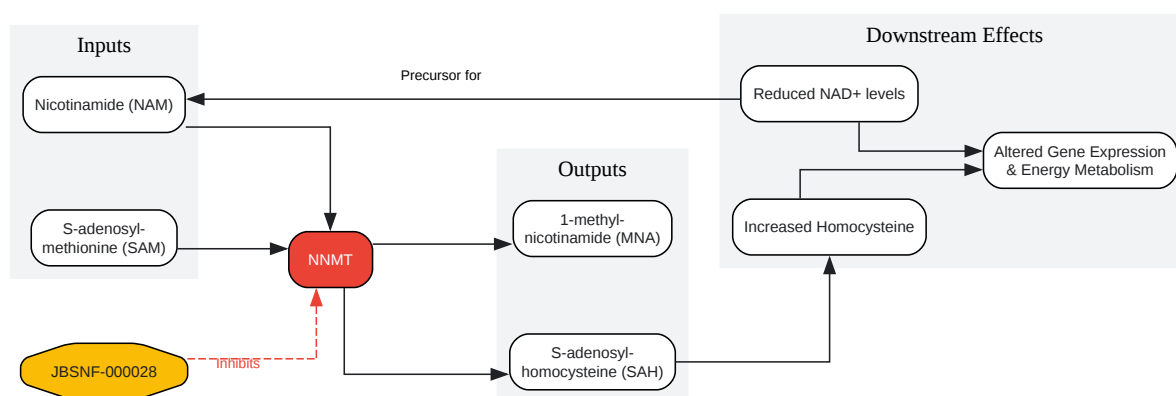 Inputs
Nicotinamide (NAM)
S-adenosyl-
methionine (SAM)
JBSNF-000028
Inhibits
NNMT
Precursor for
Outputs
1-methyl-
nicotinamide (MNA)
S-adenosyl-
homocysteine (SAH)
Downstream Effects
Reduced NAD+ levels
Altered Gene Expression
& Energy Metabolism
Increased Homocysteine